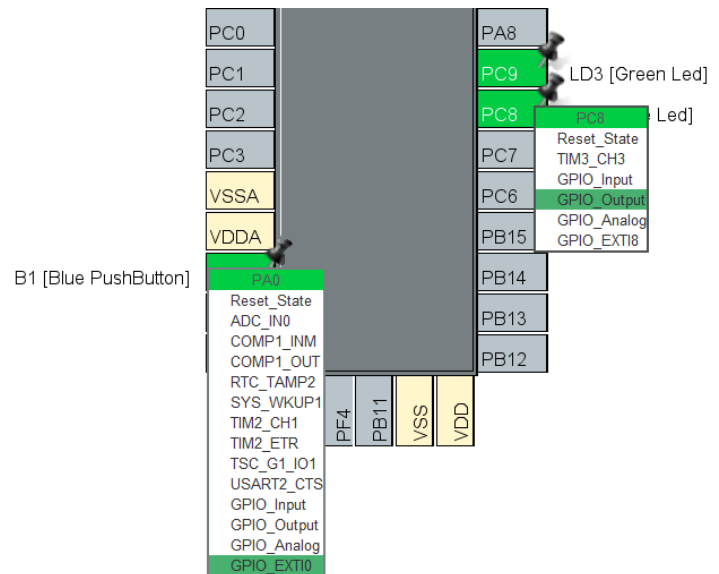 PC0
PC1
PC2
PC3
VSSA
VDDA
B1 [Blue PushButton]
PA0
Reset_State
ADC_IN0
COMP1_INM
COMP1_OUT
RTC_TAMP2
SYS_WKUP1
TIM2_CH1
TIM2_ETR
TSC_G1_IO1
USART2_CTS
GPIO_Input
GPIO_Output
GPIO_Analog
GPIO_EXTI0
PF4
PB11
VSS
VDD
PA8
PC9 LD3 [Green Led]
PC8 Led]
PC7
PC6
PB15
PB14
PB13
PB12
PC8
Reset_State
TIM3_CH3
GPIO_Input
GPIO_Output
GPIO_Analog
GPIO_EXTI8